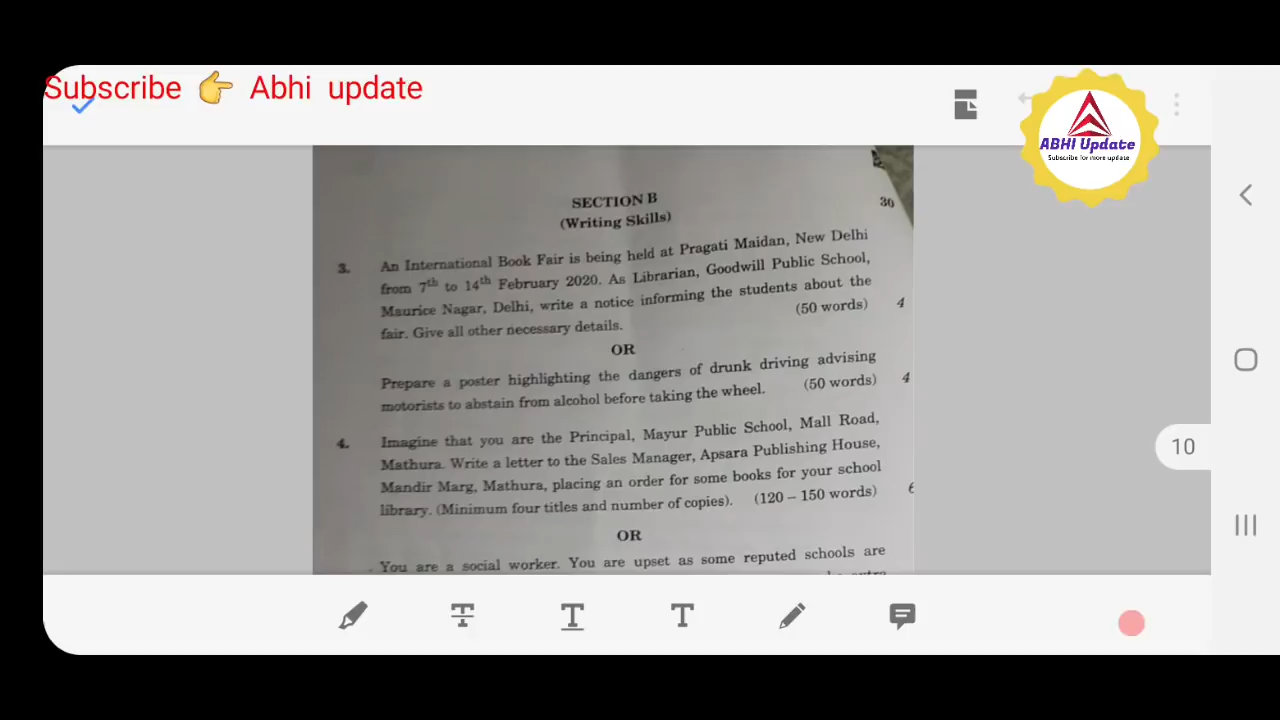 Subscribe 👉 Abhi update
ABHI Update
Subscribe for more update
SECTION B
(Writing Skills)
30
3. An International Book Fair is being held at Pragati Maidan, New Delhi
from 7th to 14th February 2020. As Librarian, Goodwill Public School,
Maurice Nagar, Delhi, write a notice informing the students about the
fair. Give all other necessary details. (50 words) 4
OR
Prepare a poster highlighting the dangers of drunk driving advising
motorists to abstain from alcohol before taking the wheel. (50 words) 4
4. Imagine that you are the Principal, Mayur Public School, Mall Road,
Mathura. Write a letter to the Sales Manager, Apsara Publishing House,
Mandir Marg, Mathura, placing an order for some books for your school
library. (Minimum four titles and number of copies). (120 – 150 words) 6
OR
You are a social worker. You are upset as some reputed schools are
10
T
T
T